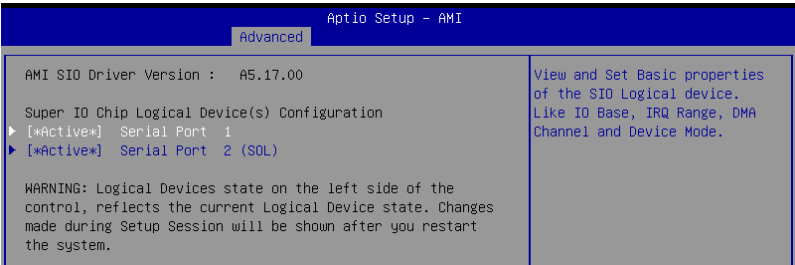 Aptio Setup - AMI
Advanced
AMI SIO Driver Version : A5.17.00
Super IO Chip Logical Device(s) Configuration
[*Active*] Serial Port 1
[*Active*] Serial Port 2 (SOL)
WARNING: Logical Devices state on the left side of the
control, reflects the current Logical Device state. Changes
made during Setup Session will be shown after you restart
the system.
View and Set Basic properties
of the SIO Logical device.
Like IO Base, IRQ Range, DMA
Channel and Device Mode.